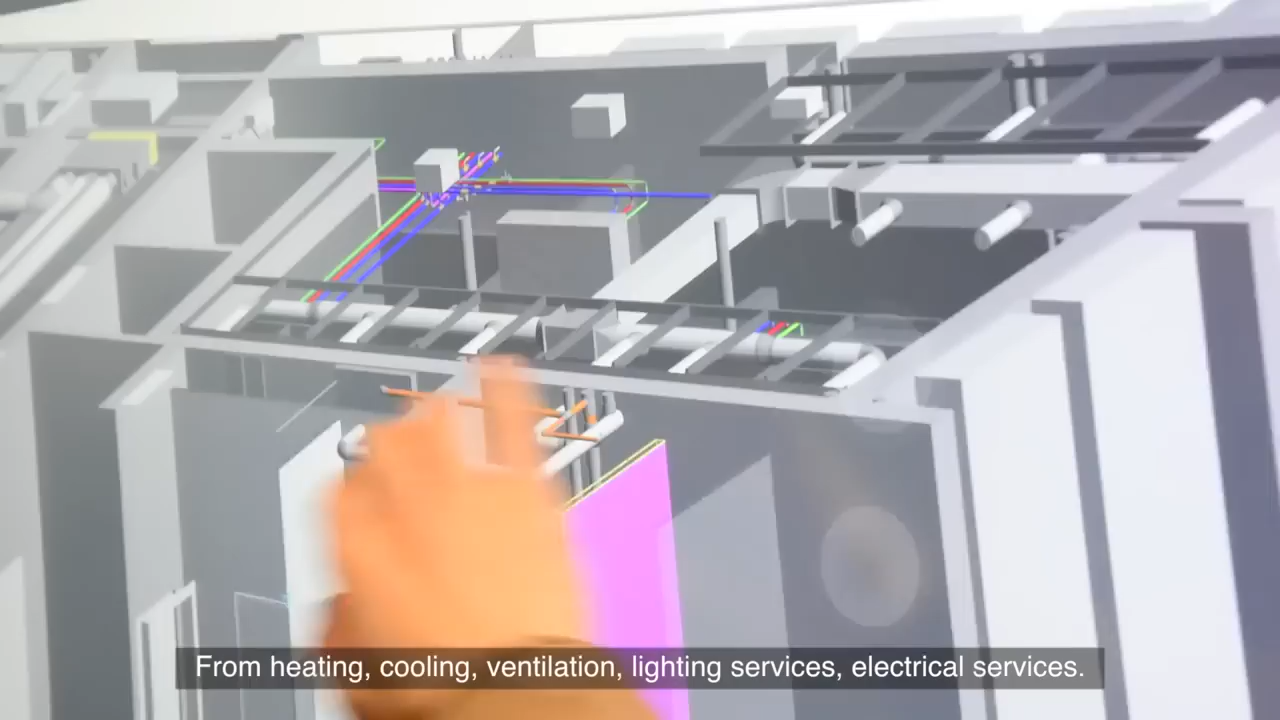 From heating, cooling, ventilation, lighting services, electrical services.